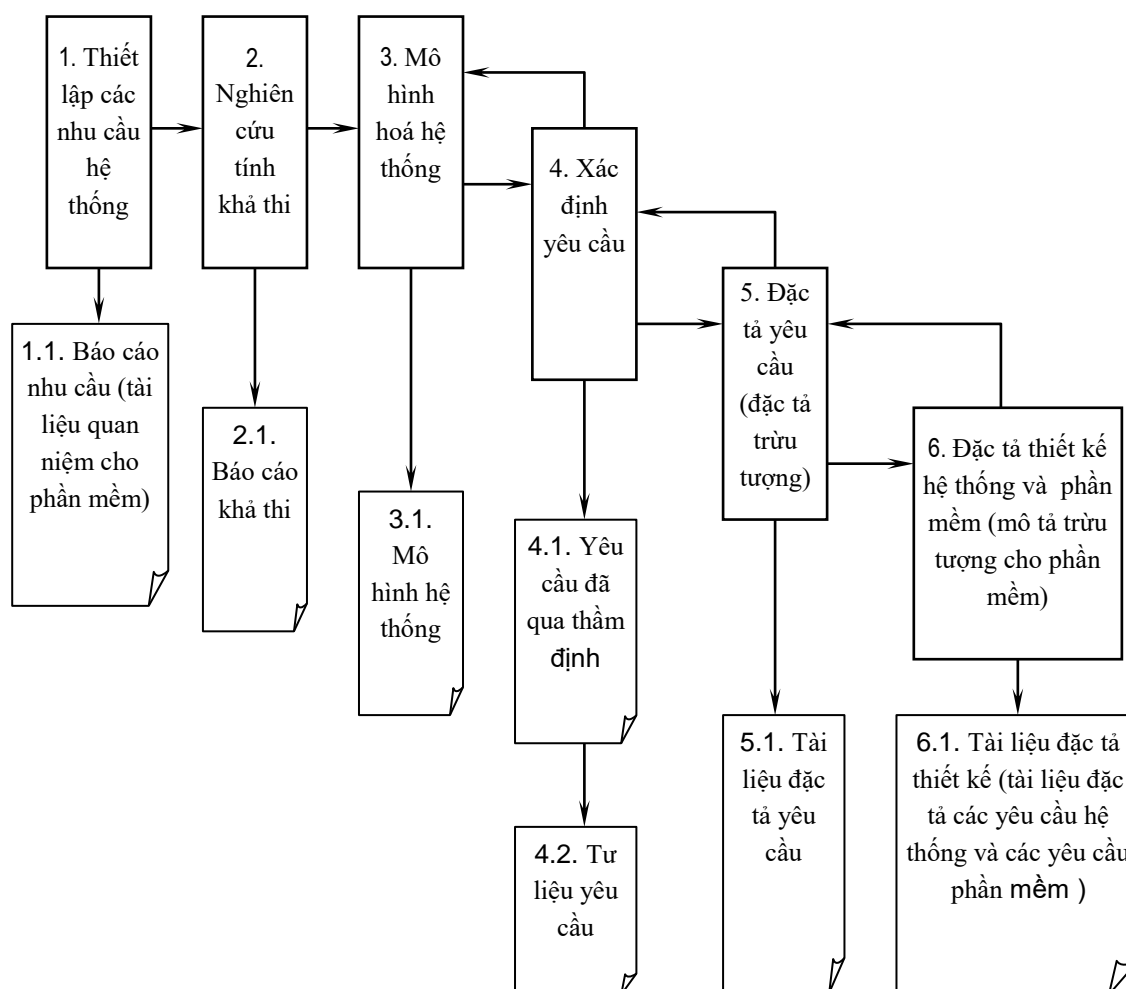 1. Thiết
lập các
nhu cầu
hệ
thống
2.
Nghiên
cứu
tính
khả thi
3. Mô
hình
hoá hệ
thống
4. Xác
định
yêu cầu
5. Đặc
tả yêu
cầu
(đặc tả
trừu
tượng)
6. Đặc tả thiết kế
hệ thống và phần
mềm (mô tả trừu
tượng cho phần
mềm)
1.1. Báo cáo
nhu cầu (tài
liệu quan
niệm cho
phần mềm)
2.1.
Báo cáo
khả thi
3.1.
Mô
hình hệ
thống
4.1. Yêu
cầu đã
qua thầm
định
4.2. Tư
liệu yêu
cầu
5.1. Tài
liệu đặc
tả yêu
cầu
6.1. Tài liệu đặc tả
thiết kế (tài liệu đặc
tả các yêu cầu hệ
thống và các yêu cầu
phần mềm )